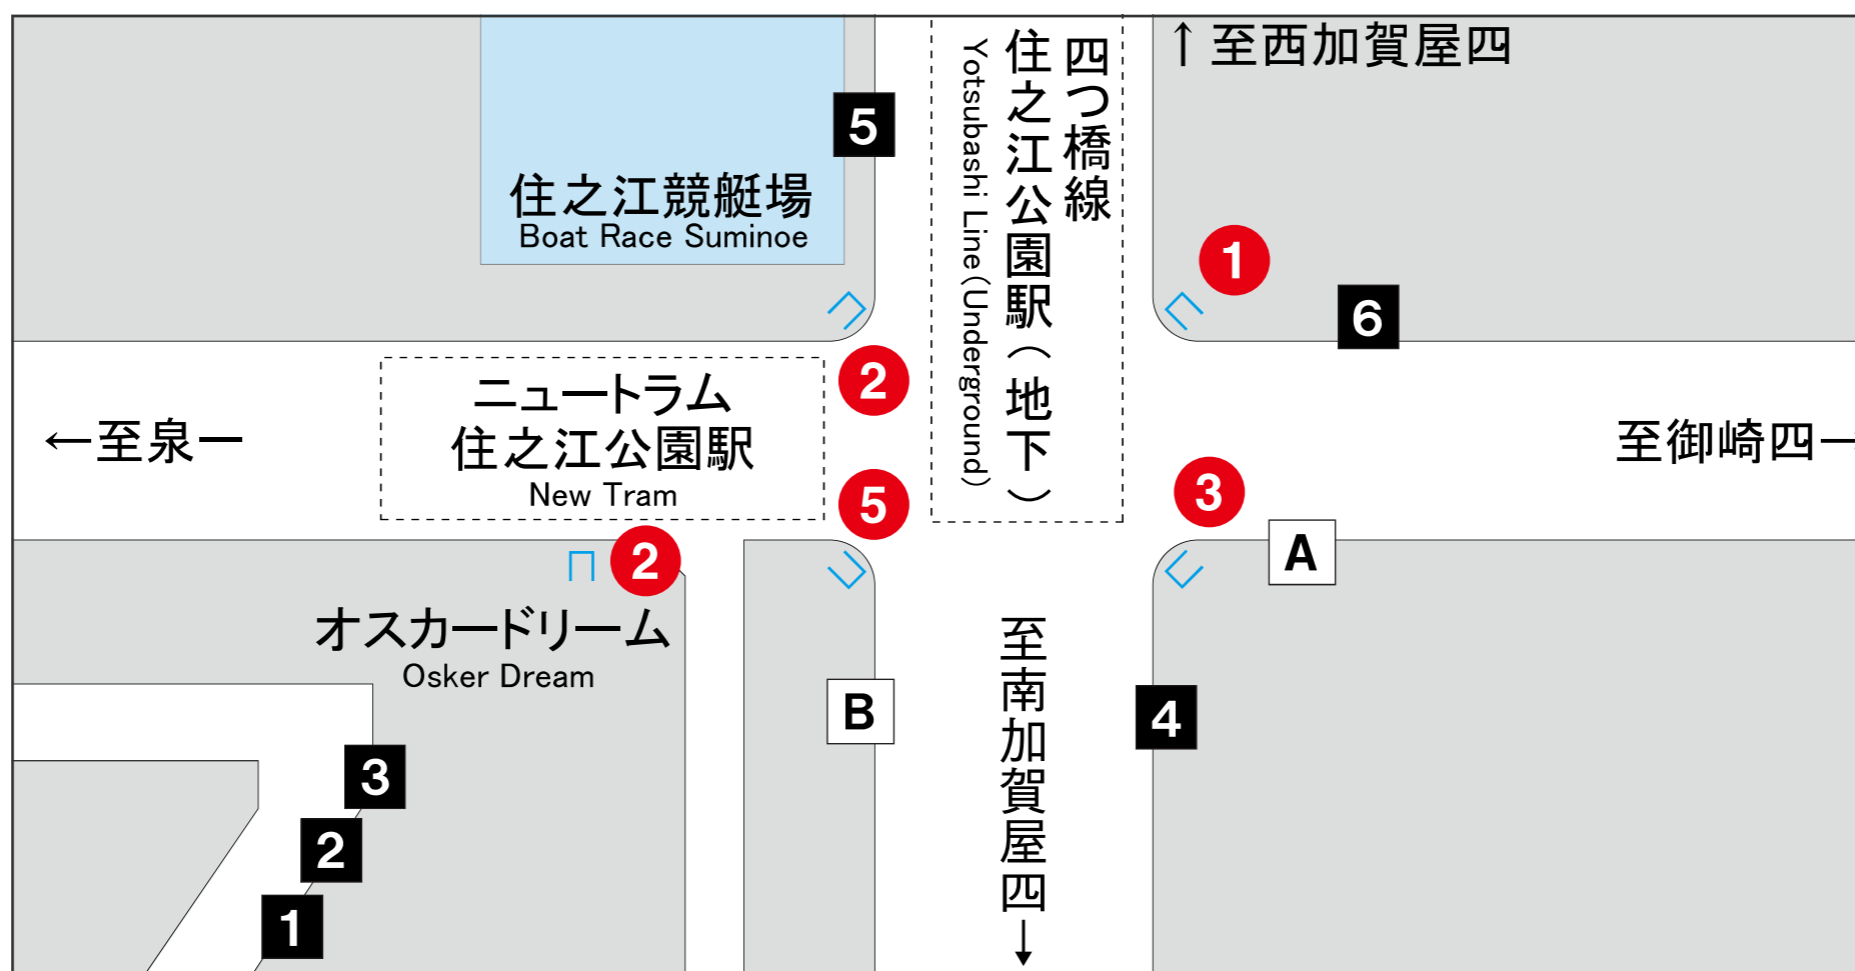 ↑至西加賀屋四
四つ橋線
住之江公園駅（地下）
Yotsubashi Line(Underground)
5
住之江競艇場
Boat Race Suminoe
1
6
2
ニュートラム
住之江公園駅
New Tram
←至泉一
至御崎四→
3
5
A
2
オスカードリーム
Osker Dream
至南加賀屋四→
B
4
3
2
1